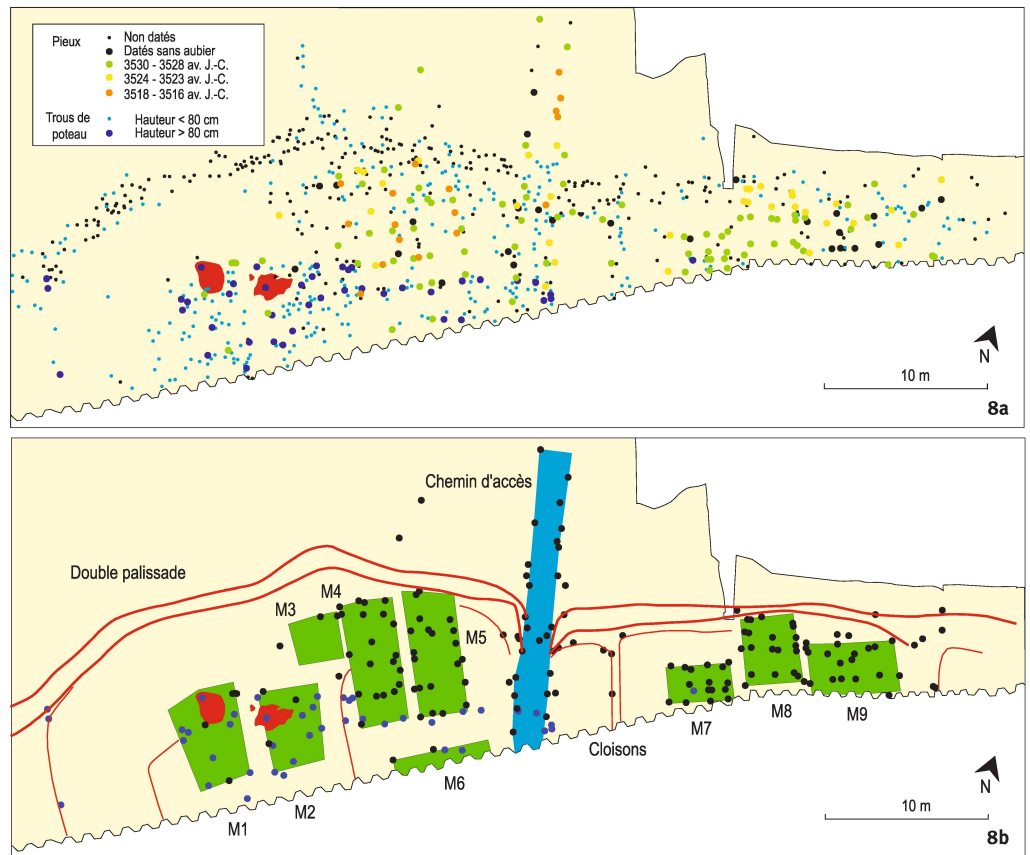 Pieux
Non datés
Datés sans aubier
3530 - 3528 av. J.-C.
3524 - 3523 av. J.-C.
3518 - 3516 av. J.-C.
Trous de
poteau
Hauteur < 80 cm
Hauteur > 80 cm
N
10 m
8a
Chemin d'accès
Double palissade
M4
M3
M5
Cloisons
M7
M8
M9
M6
M2
M1
N
10 m
8b